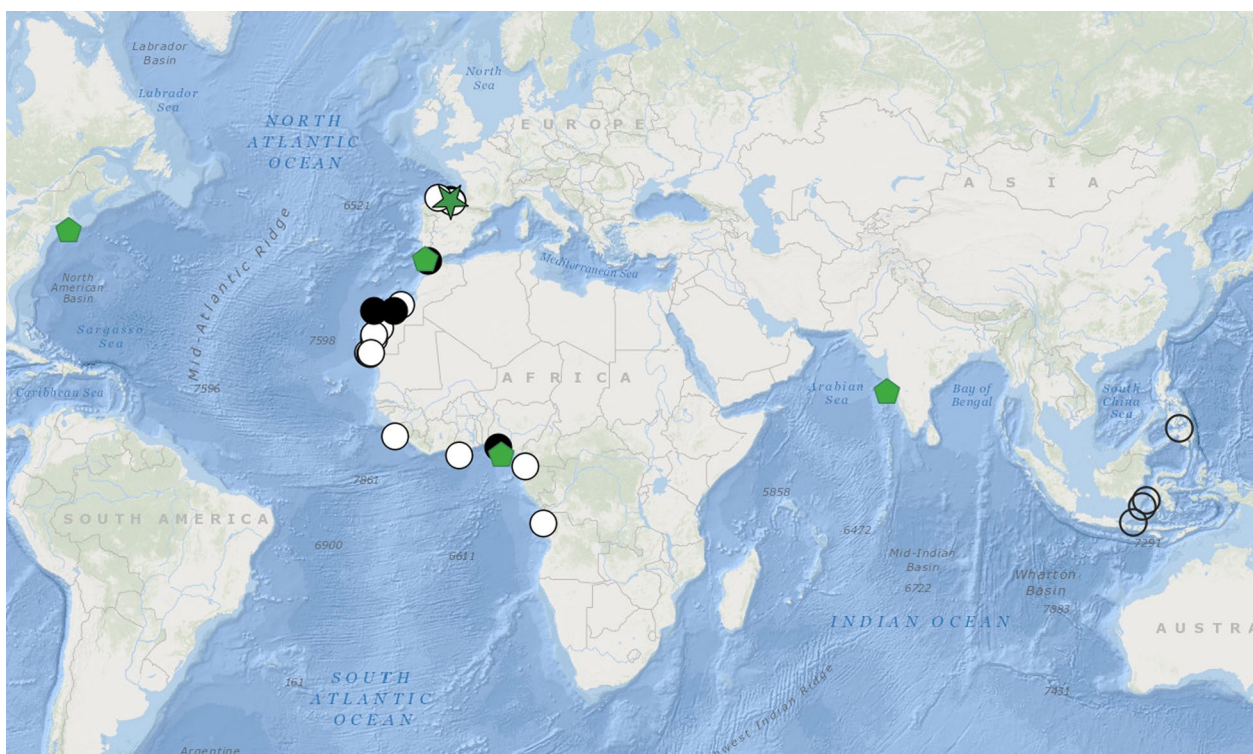 Labrador
Basin
Labrador
Sea
North
Sea
NORTH
ATLANTIC
OCEAN
EUROPE
ASIA
6521
Mid-Atlantic Ridge
Mediterranean Sea
North
American
Basin
Sargasso
Sea
7598
AFRICA
7596
Caribbean Sea
Arabian
Sea
Bay of
Bengal
South
China
Sea
7861
5858
SOUTH AMERICA
6900
6611
6472
7291
Mid-Indian
Basin
6722
Wharton
Basin
7883
INDIAN OCEAN
AUSTRA
SOUTH
ATLANTIC
OCEAN
161
7431
west Indian Ridge
Argentine